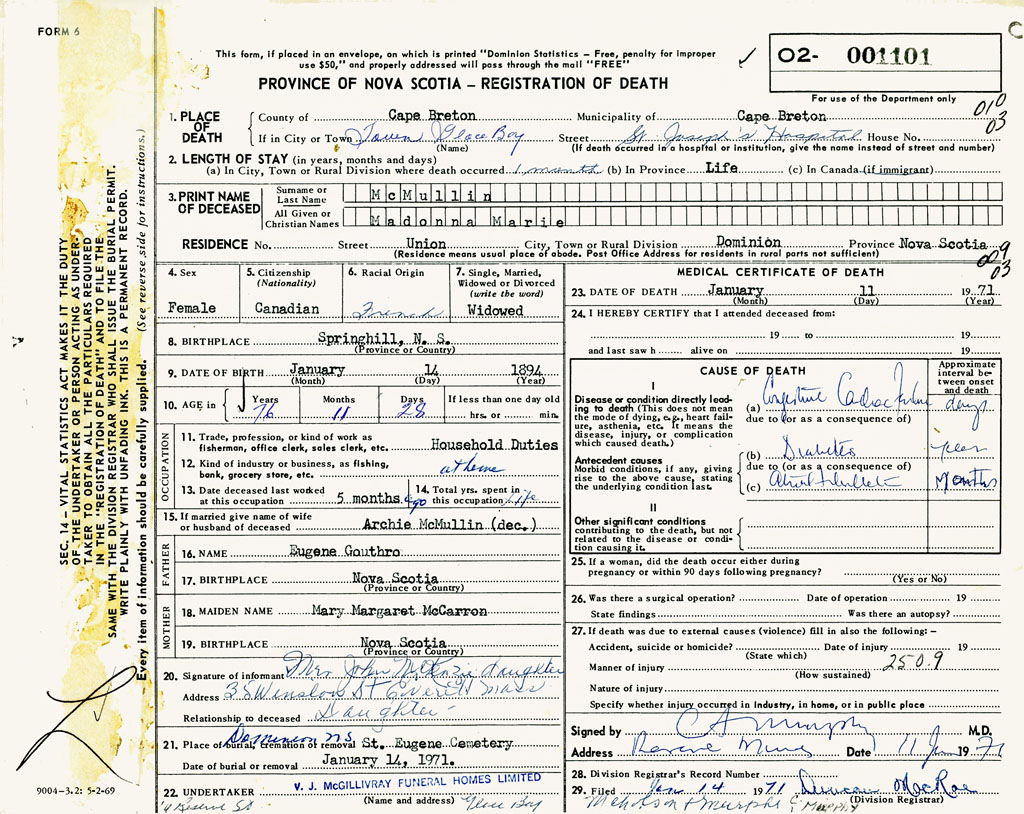 FORM 6
This form, if placed in an envelope, on which is printed "Dominion Statistics – Free, penalty for improper
use $50," and properly addressed will pass through the mail "FREE"
02- 001101
PROVINCE OF NOVA SCOTIA – REGISTRATION OF DEATH
For use of the Department only
010
03
1. PLACE OF DEATH
County of Cape Breton Municipality of Cape Breton
If in City or Town Town Glace Bay Street St. Joseph's Hospital House No.
(Name) (If death occurred in a hospital or institution, give the name instead of street and number)
2. LENGTH OF STAY (in years, months and days)
(a) In City, Town or Rural Division where death occurred 1 month (b) In Province Life (c) In Canada (if immigrant)
3. PRINT NAME OF DECEASED
Surname or Last Name McMullin
All Given or Christian Names Madonna Marie
RESIDENCE No. Street Union City, Town or Rural Division Dominion Province Nova Scotia
(Residence means usual place of abode. Post Office Address for residents in rural parts not sufficient)
009
03
4. Sex
Female
5. Citizenship
(Nationality)
Canadian
6. Racial Origin
French
7. Single, Married,
Widowed or Divorced
(write the word)
Widowed
8. BIRTHPLACE Springhill, N. S.
(Province or Country)
9. DATE OF BIRTH January 14 1894
(Month) (Day) (Year)
10. AGE in Years Months Days If less than one day old
76 11 28 hrs. or min.
OCCUPATION
11. Trade, profession, or kind of work as
fisherman, office clerk, sales clerk, etc. Household Duties
12. Kind of industry or business, as fishing,
bank, grocery store, etc. at home
13. Date deceased last worked
at this occupation 5 months ago
14. Total yrs. spent in
this occupation Life
15. If married give name of wife
or husband of deceased Archie McMullin (dec.)
FATHER
16. NAME Eugene Gouthro
17. BIRTHPLACE Nova Scotia
(Province or Country)
MOTHER
18. MAIDEN NAME Mary Margaret McCarron
19. BIRTHPLACE Nova Scotia
(Province or Country)
20. Signature of informant Mrs John McKenzie daughter
Address 38 Winslow St Everett Mass
Relationship to deceased Daughter
21. Place of burial, cremation or removal Dominion N.S. St. Eugene Cemetery
Date of burial or removal January 14, 1971.
22. UNDERTAKER V. J. McGILLIVRAY FUNERAL HOMES LIMITED
(Name and address) Glace Bay
MEDICAL CERTIFICATE OF DEATH
23. DATE OF DEATH January 11 1971
(Month) (Day) (Year)
24. I HEREBY CERTIFY that I attended deceased from:
19 to 19
and last saw h alive on 19
CAUSE OF DEATH
Approximate
interval be-
tween onset
and death
I
Disease or condition directly lead-
ing to death (This does not mean
the mode of dying, e.g., heart fail-
ure, asthenia, etc. It means the
disease, injury, or complication
which caused death.)
(a) Congestive Cardiac Failure days
due to (or as a consequence of)
Antecedent causes
Morbid conditions, if any, giving
rise to the above cause, stating
the underlying condition last.
(b) Diabetes years
due to (or as a consequence of)
(c) months
II
Other significant conditions
contributing to the death, but not
related to the disease or condi-
tion causing it.
25. If a woman, did the death occur either during
pregnancy or within 90 days following pregnancy?
(Yes or No)
26. Was there a surgical operation? Date of operation 19
State findings Was there an autopsy?
27. If death was due to external causes (violence) fill in also the following: –
Accident, suicide or homicide? Date of injury 19
(State which)
250.9
Manner of injury
(How sustained)
Nature of injury
Specify whether injury occurred in industry, in home, or in public place
Signed by C A Murphy M.D.
Address Reserve Mines Date 11 Jan 1971
28. Division Registrar's Record Number
29. Filed Jan 14 1971 Duncan MacRae
(Division Registrar)
SEC. 14 – VITAL STATISTICS ACT MAKES IT THE DUTY
OF THE UNDERTAKER OR PERSON ACTING AS UNDER-
TAKER TO OBTAIN ALL THE PARTICULARS REQUIRED
IN THE "REGISTRATION OF DEATH" AND TO FILE THE
SAME WITH THE DIVISION REGISTRAR WHO SHALL ISSUE THE BURIAL PERMIT.
WRITE PLAINLY WITH UNFADING INK. THIS IS A PERMANENT RECORD.
Every item of information should be carefully supplied. (See reverse side for instructions.)
9004-3.2: 5-2-69